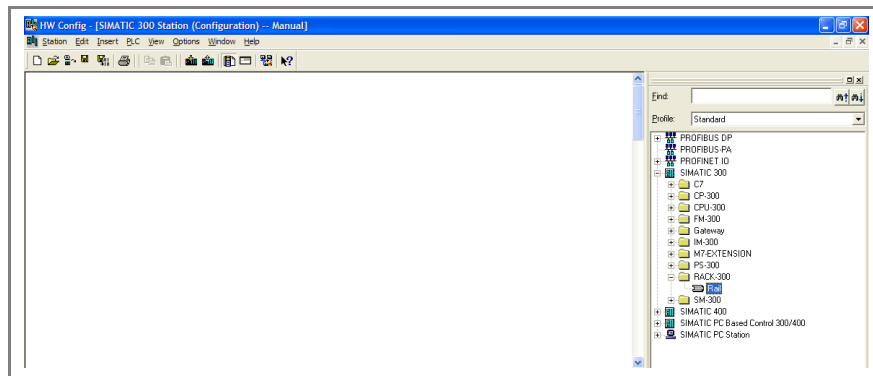 HW Config - [SIMATIC 300 Station (Configuration) -- Manual]
Station Edit Insert PLC View Options Window Help
Find:
Profile: Standard
PROFIBUS DP
PROFIBUS-PA
PROFINET IO
SIMATIC 300
C7
CP-300
CPU-300
FM-300
Gateway
IM-300
M7-EXTENSION
PS-300
RACK-300
Rail
SM-300
SIMATIC 400
SIMATIC PC Based Control 300/400
SIMATIC PC Station